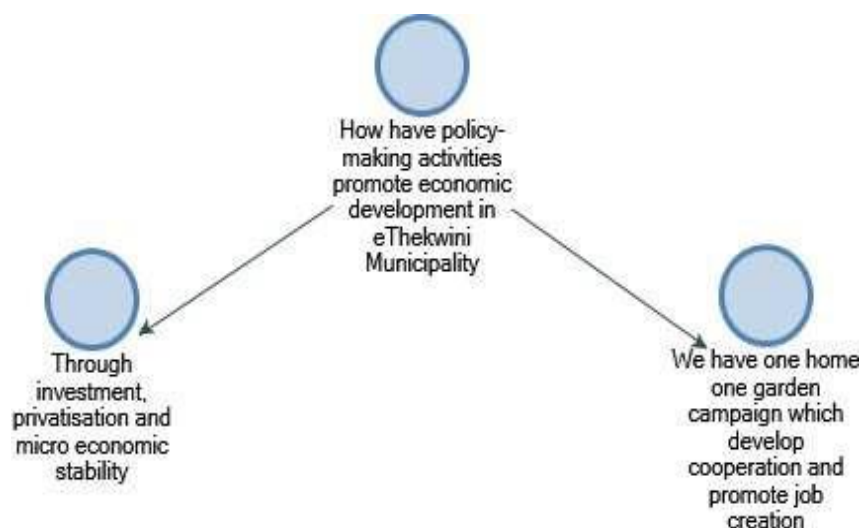 How have policy-
making activities
promote economic
development in
eThekwini
Municipality
Through
investment,
privatisation and
micro economic
stability
We have one home
one garden
campaign which
develop
cooperation and
promote job
creation